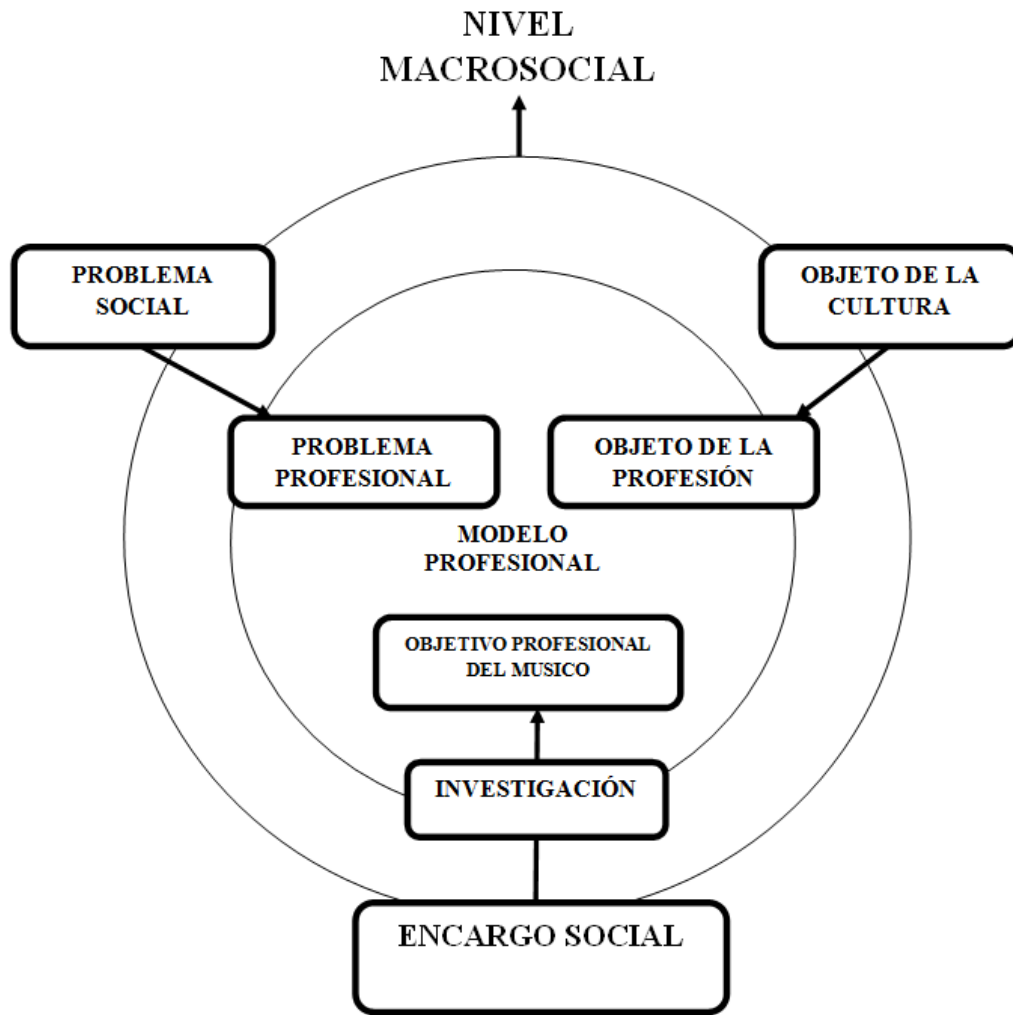 NIVEL
MACROSOCIAL
PROBLEMA
SOCIAL
OBJETO DE LA
CULTURA
PROBLEMA
PROFESIONAL
OBJETO DE LA
PROFESIÓN
MODELO
PROFESIONAL
OBJETIVO PROFESIONAL
DEL MUSICO
INVESTIGACIÓN
ENCARGO SOCIAL